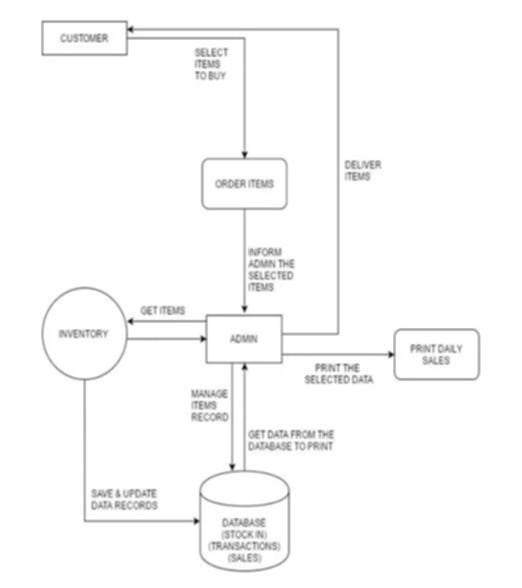 CUSTOMER
SELECT
ITEMS
TO BUY
DELIVER
ITEMS
ORDER ITEMS
INFORM
ADMIN THE
SELECTED
ITEMS
GET ITEMS
INVENTORY
ADMIN
PRINT DAILY
SALES
PRINT THE
SELECTED DATA
MANAGE
ITEMS
RECORD
GET DATA FROM THE
DATABASE TO PRINT
SAVE & UPDATE
DATA RECORDS
DATABASE
(STOCK IN)
(TRANSACTIONS)
(SALES)